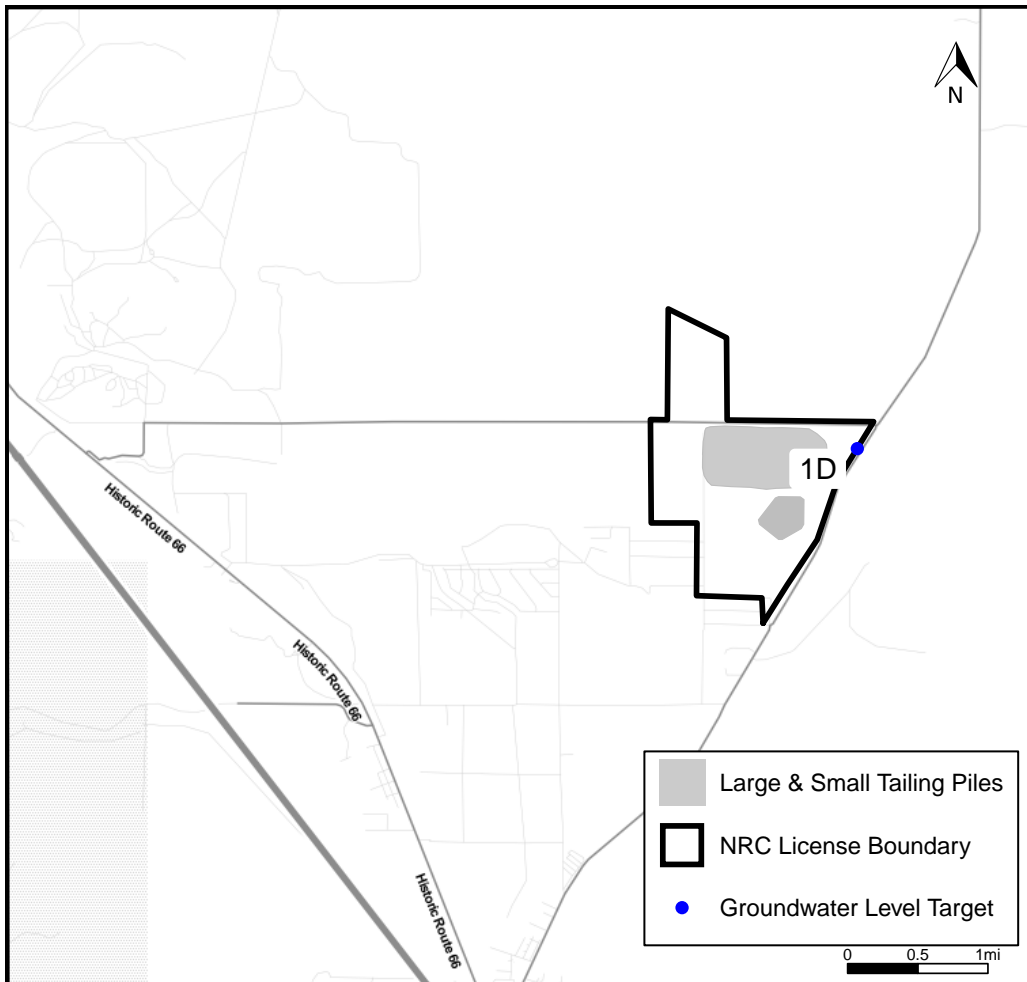 N
1D
Historic Route 66
Historic Route 66
Historic Route 66
Large & Small Tailing Piles
NRC License Boundary
Groundwater Level Target
0 0.5 1mi